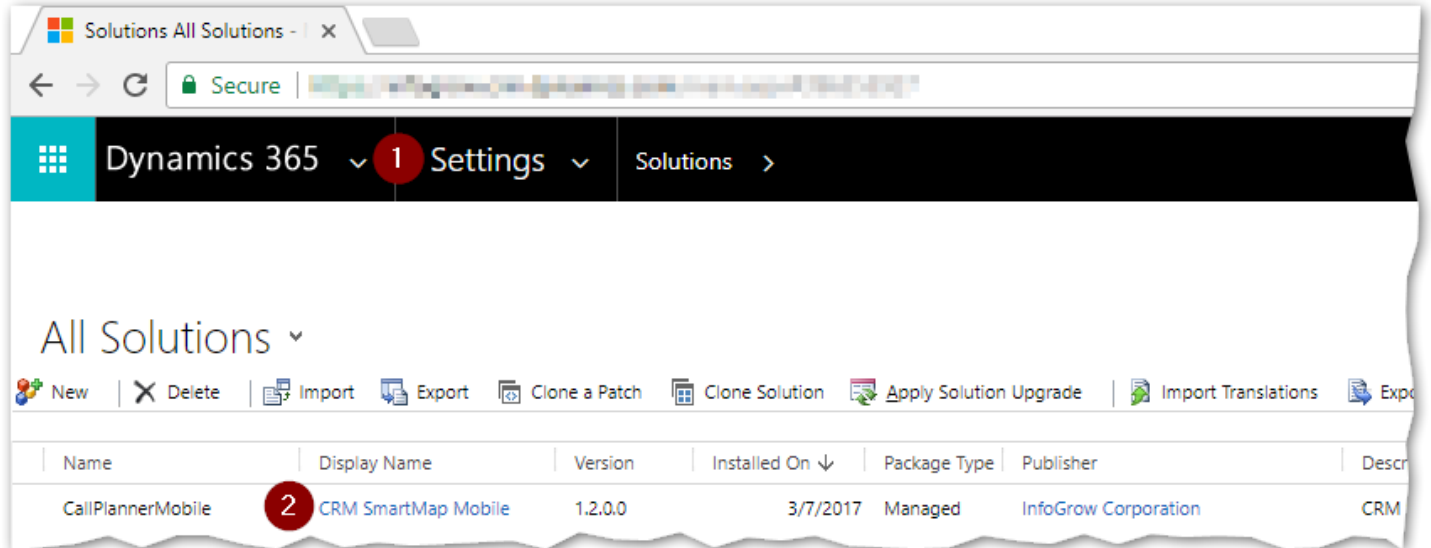 Solutions All Solutions -
Secure
Dynamics 365 1 Settings Solutions >
All Solutions
New Delete Import Export Clone a Patch Clone Solution Apply Solution Upgrade Import Translations Expo
Name Display Name Version Installed On ↓ Package Type Publisher Descr
CallPlannerMobile 2 CRM SmartMap Mobile 1.2.0.0 3/7/2017 Managed InfoGrow Corporation CRM